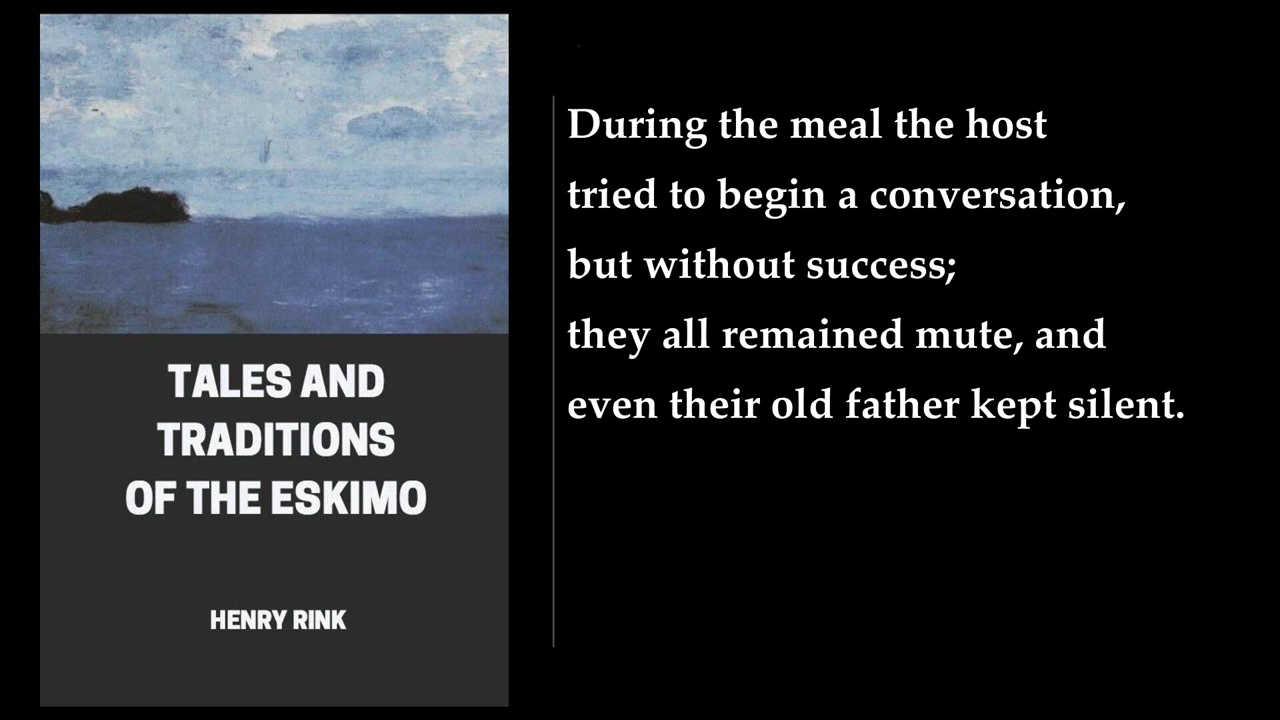 TALES AND
TRADITIONS
OF THE ESKIMO
HENRY RINK
During the meal the host
tried to begin a conversation,
but without success;
they all remained mute, and
even their old father kept silent.